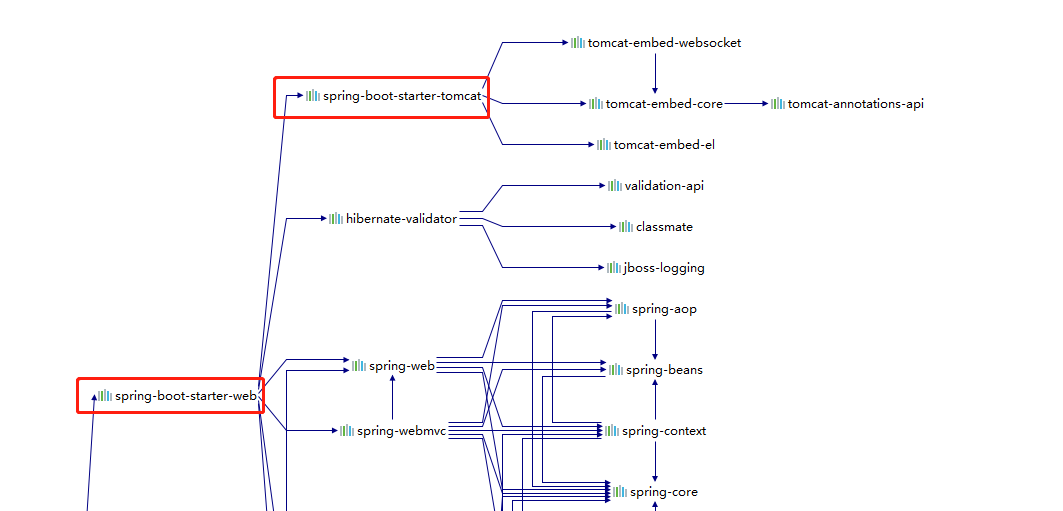 tomcat-embed-websocket
spring-boot-starter-tomcat
tomcat-embed-core
tomcat-annotations-api
tomcat-embed-el
validation-api
hibernate-validator
classmate
jboss-logging
spring-aop
spring-web
spring-beans
spring-boot-starter-web
spring-webmvc
spring-context
spring-core